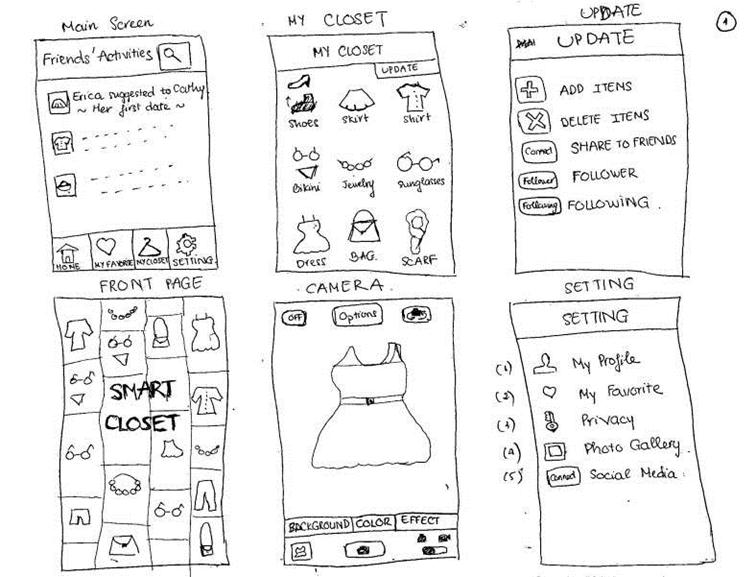 Main Screen
Friends' Activities
Erica suggested to Cathy
~ Her first date ~
HOME
MY FAVORITE
MY CLOSET
SETTING
MY CLOSET
MY CLOSET
UPDATE
Shoes
Skirt
Shirt
Bikini
Jewelry
Sunglasses
DRESS
BAG.
SCARF
UPDATE
1
UPDATE
ADD ITEMS
DELETE ITEMS
Connect SHARE TO FRIENDS
Follower FOLLOWER
Following FOLLOWING.
FRONT PAGE
SMART
CLOSET
CAMERA
OFF
Options
BACKGROUND
COLOR
EFFECT
SETTING
SETTING
(1) My Profile
(2) My Favorite
(3) Privacy
(4) Photo Gallery
(5) Connect Social Media